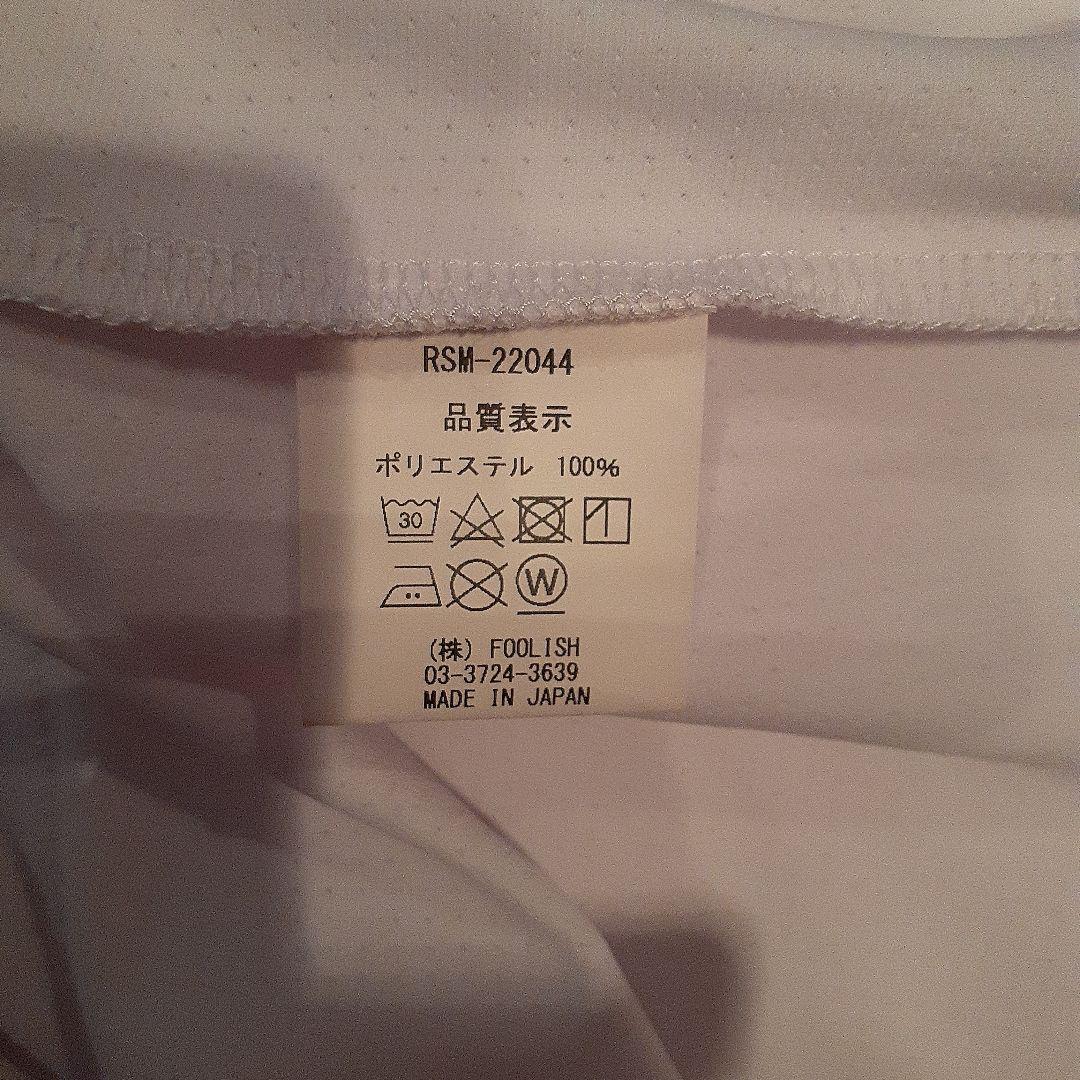 RSM-22044
品質表示
ポリエステル 100%
30
W
(株) FOOLISH
03-3724-3639
MADE IN JAPAN